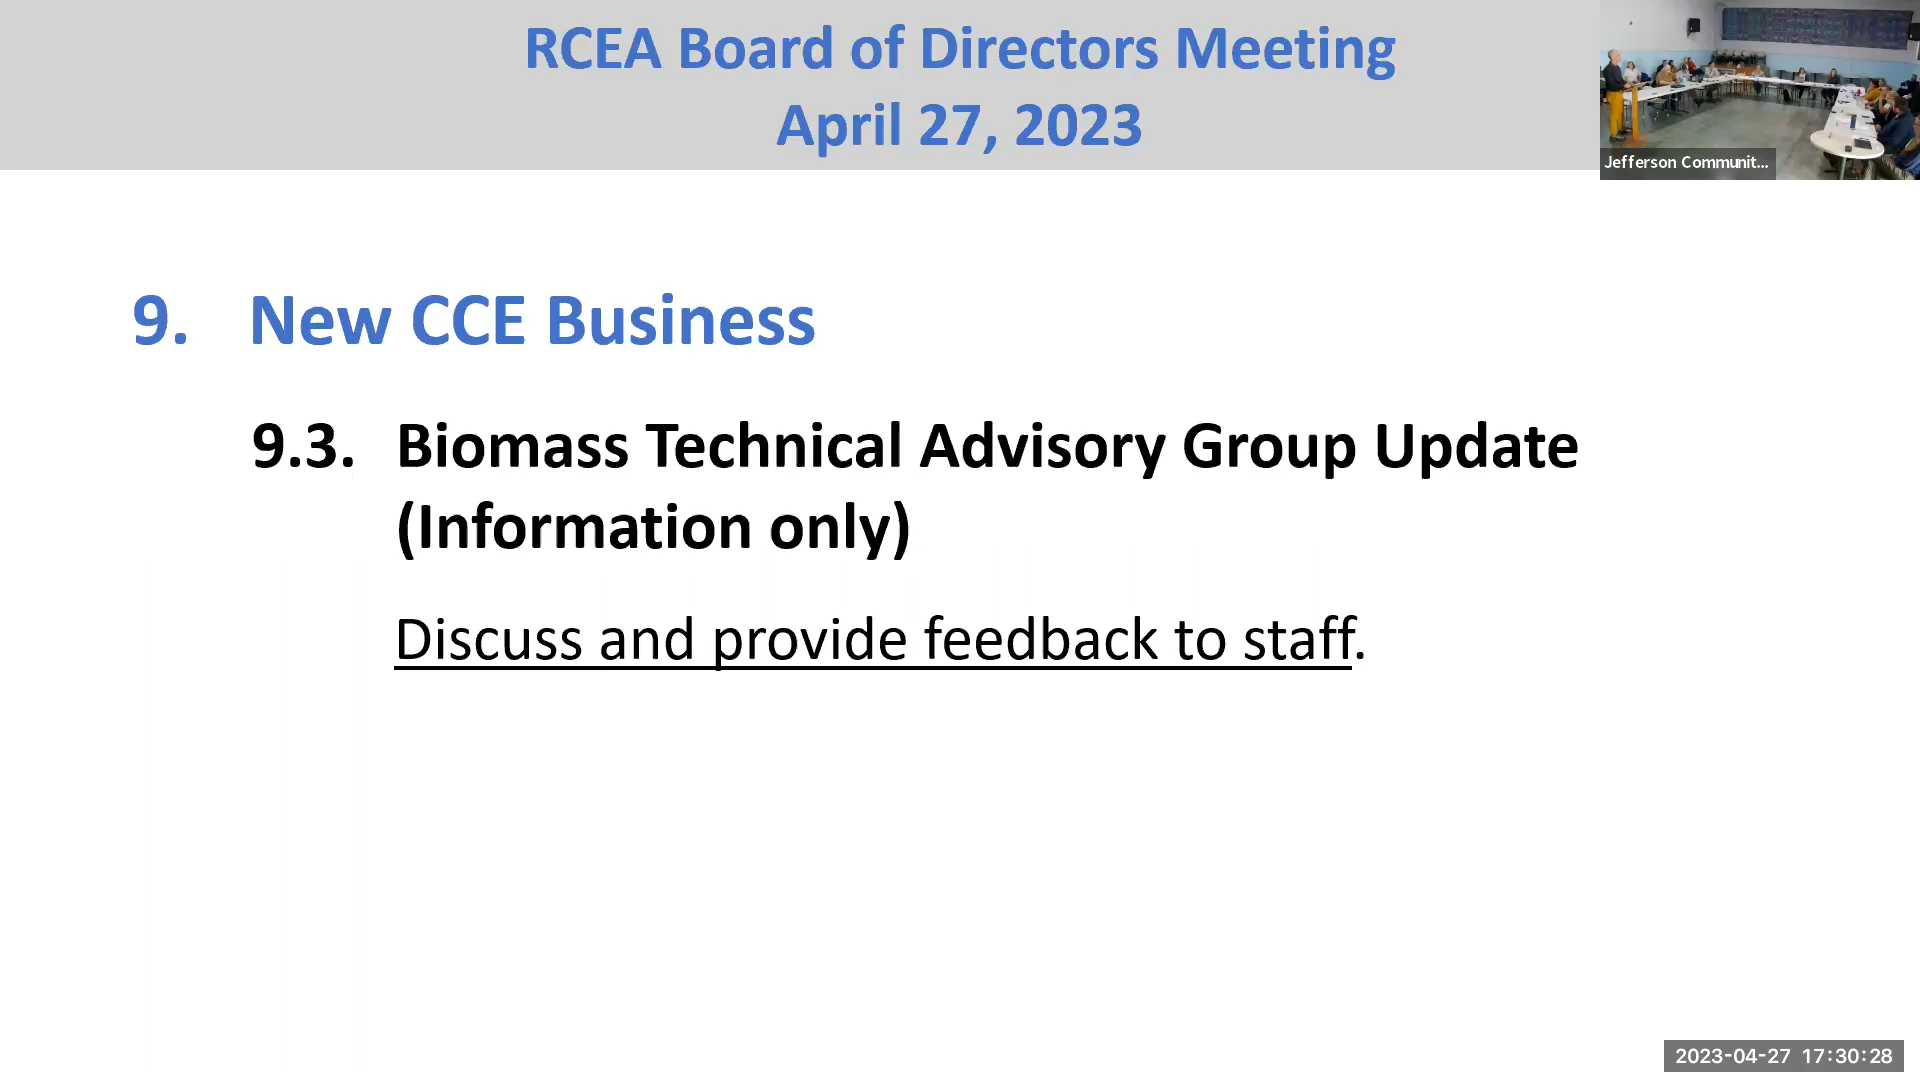 RCEA Board of Directors Meeting
April 27, 2023
Jefferson Communit...
9. New CCE Business
9.3. Biomass Technical Advisory Group Update
(Information only)
Discuss and provide feedback to staff.
2023-04-27 17:30:28